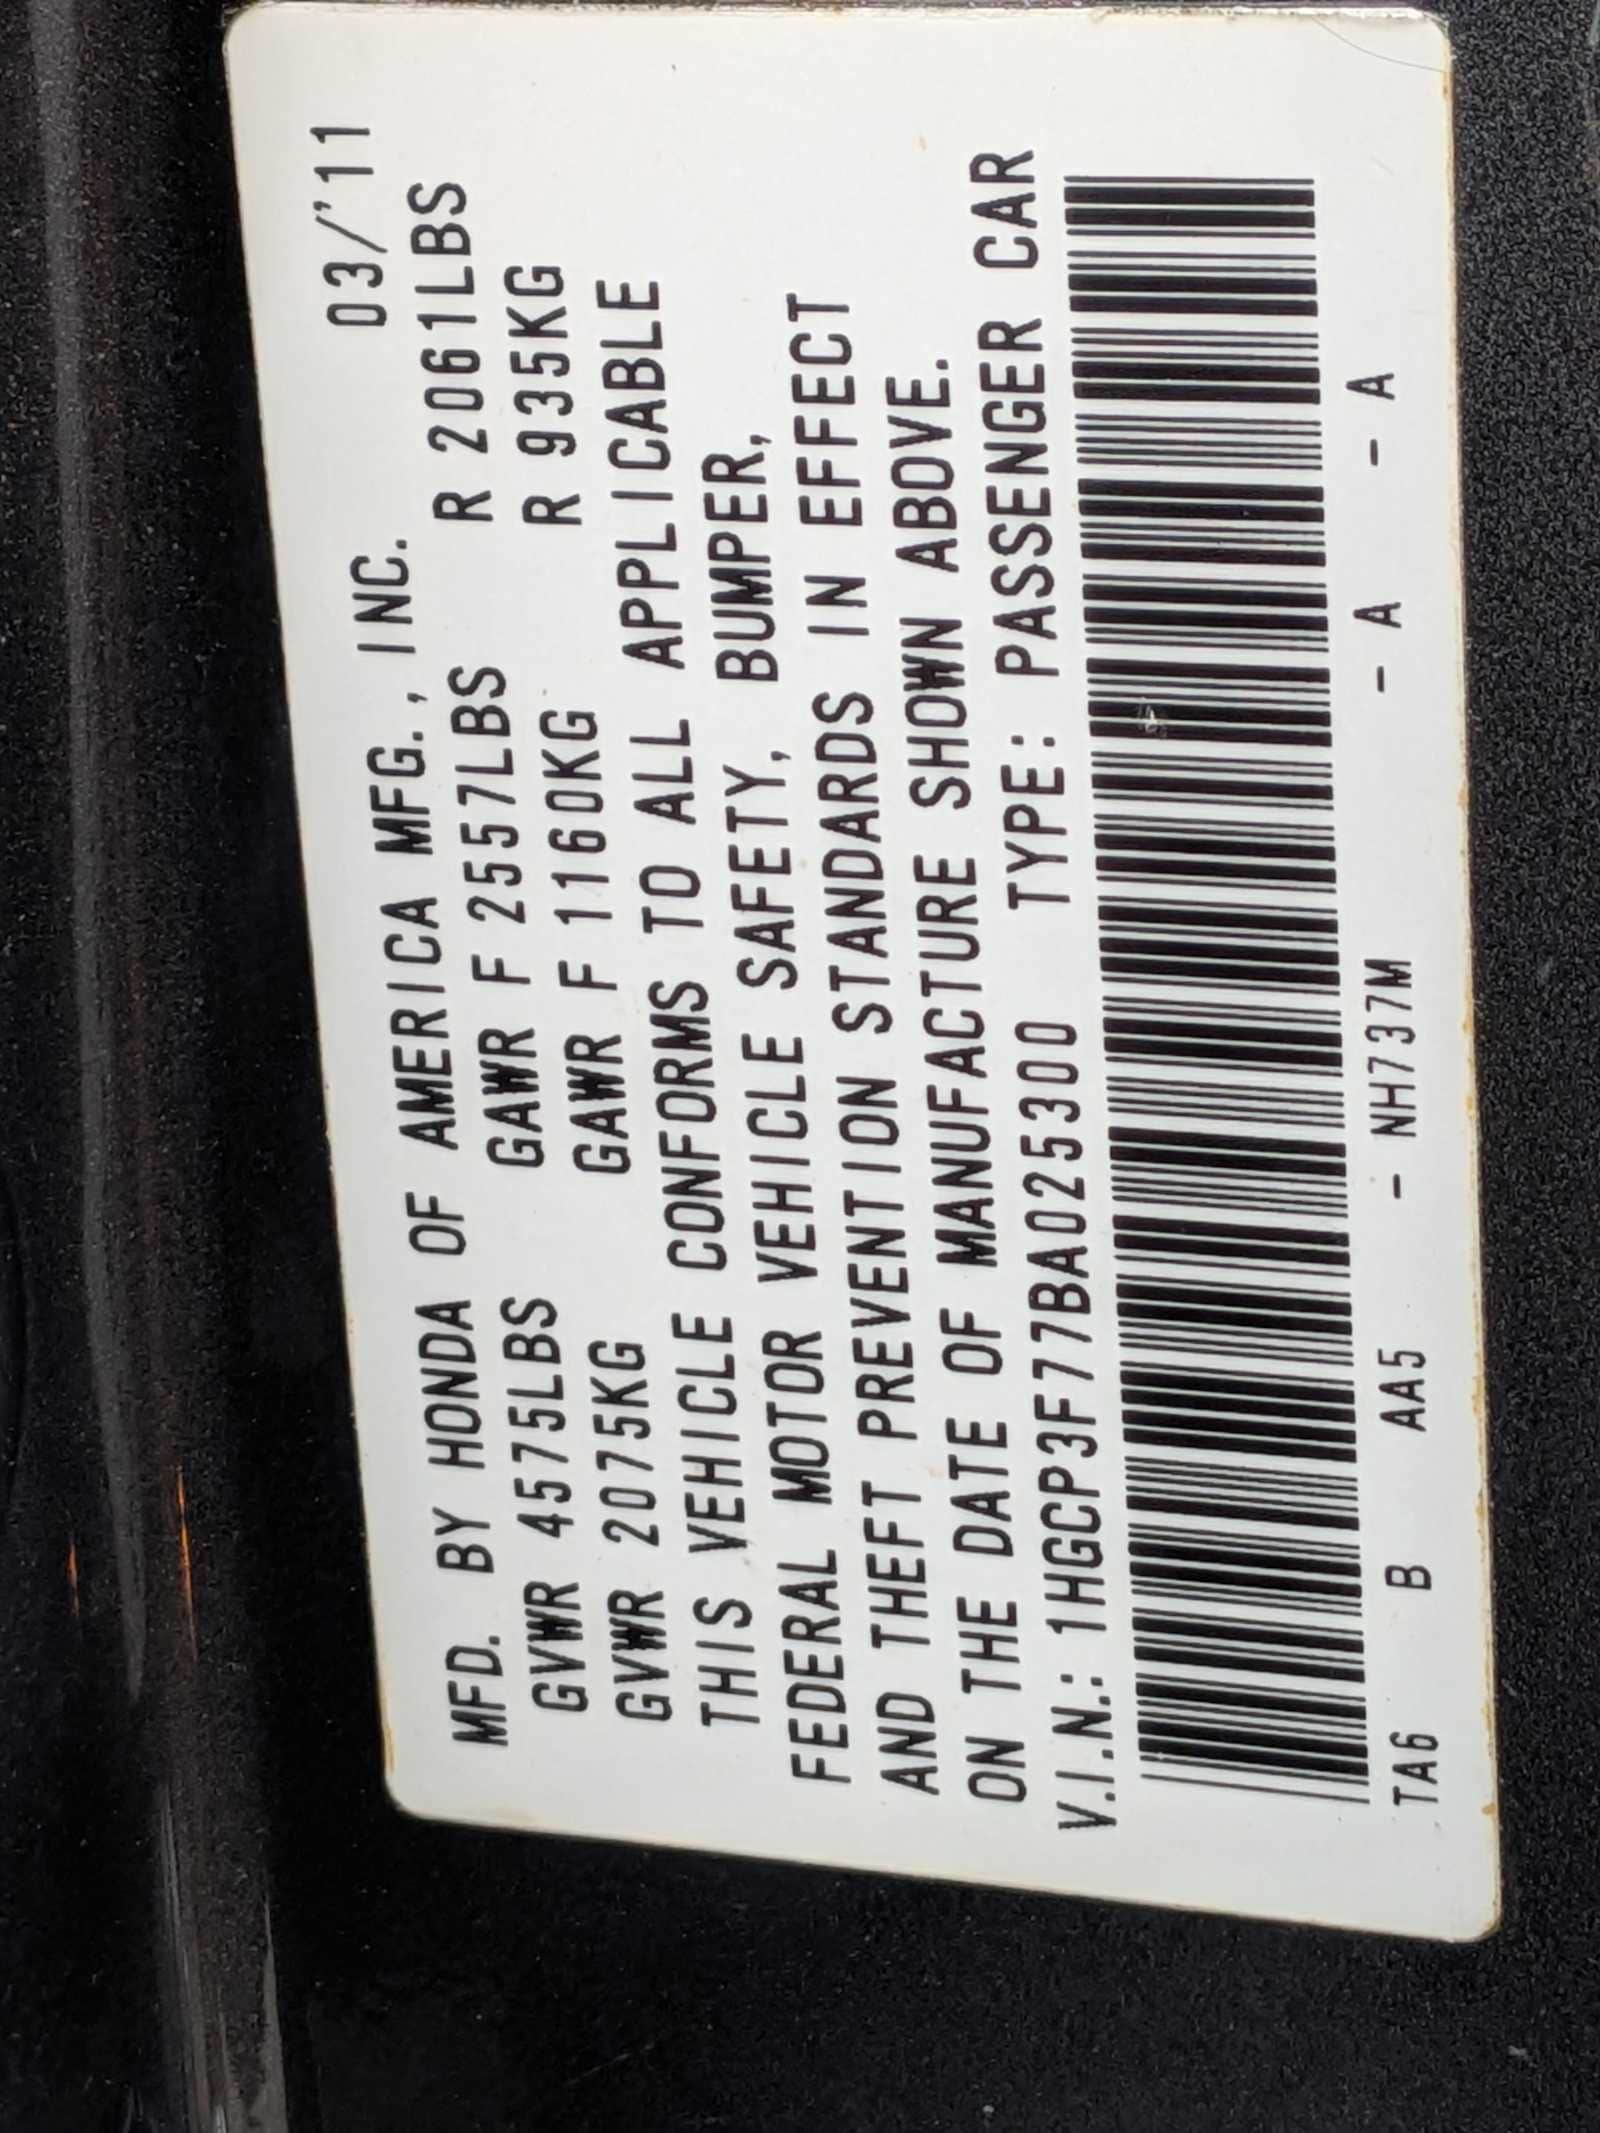 MFD. BY HONDA OF AMERICA MFG., INC. 03/'11
GVWR 4575LBS GAWR F 2557LBS R 2061LBS
GVWR 2075KG GAWR F 1160KG R 935KG
THIS VEHICLE CONFORMS TO ALL APPLICABLE
FEDERAL MOTOR VEHICLE SAFETY, BUMPER,
AND THEFT PREVENTION STANDARDS IN EFFECT
ON THE DATE OF MANUFACTURE SHOWN ABOVE.
V.I.N.: 1HGCP3F77BA025300 TYPE: PASSENGER CAR
TA6 B AA5 - NH737M - A - A